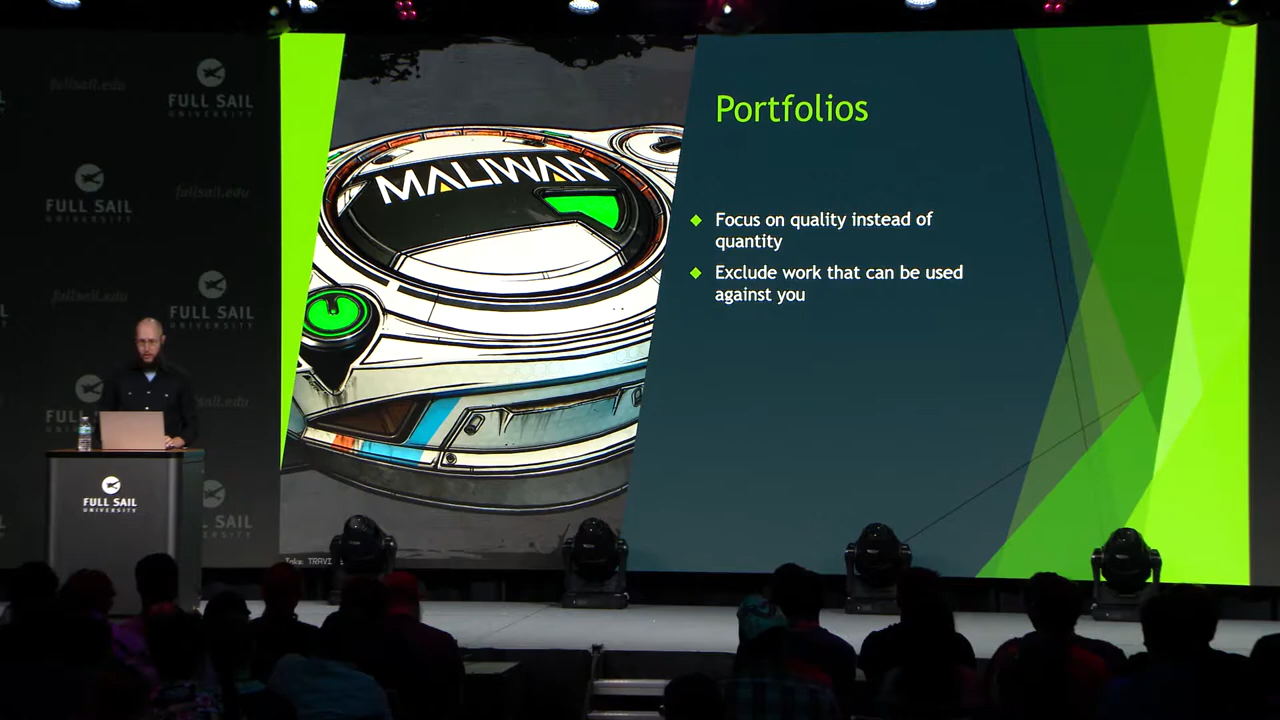 fullsail.edu
FULL SAIL
UNIVERSITY
FULL SAIL
UNIVERSITY
fullsail.edu
FULL SAIL
UNIVERSITY
fullsail.edu
FULL SAIL
UNIVERSITY
MALIWAN
Portfolios
Focus on quality instead of
quantity
Exclude work that can be used
against you